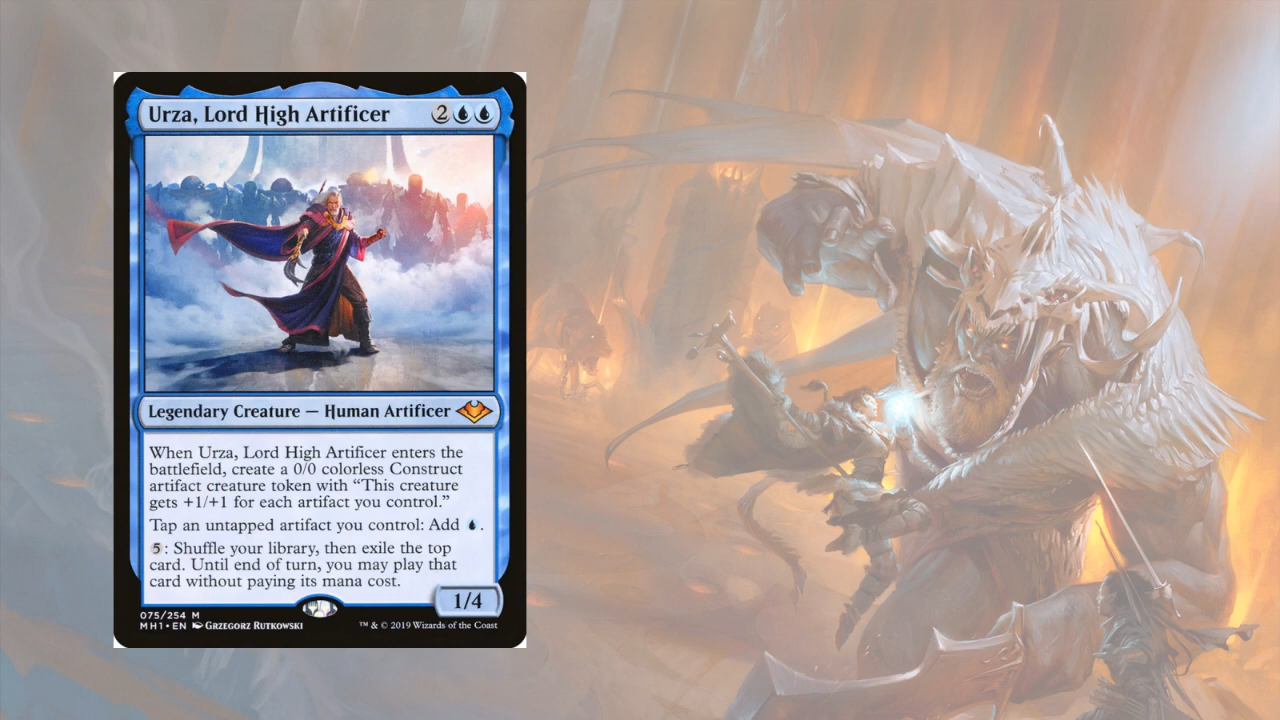 Urza, Lord High Artificer 2
Legendary Creature — Human Artificer
When Urza, Lord High Artificer enters the
battlefield, create a 0/0 colorless Construct
artifact creature token with “This creature
gets +1/+1 for each artifact you control.”
Tap an untapped artifact you control: Add .
5: Shuffle your library, then exile the top
card. Until end of turn, you may play that
card without paying its mana cost.
1/4
075/254 M
MH1 • EN Grzegorz Rutkowski ™ & © 2019 Wizards of the Coast